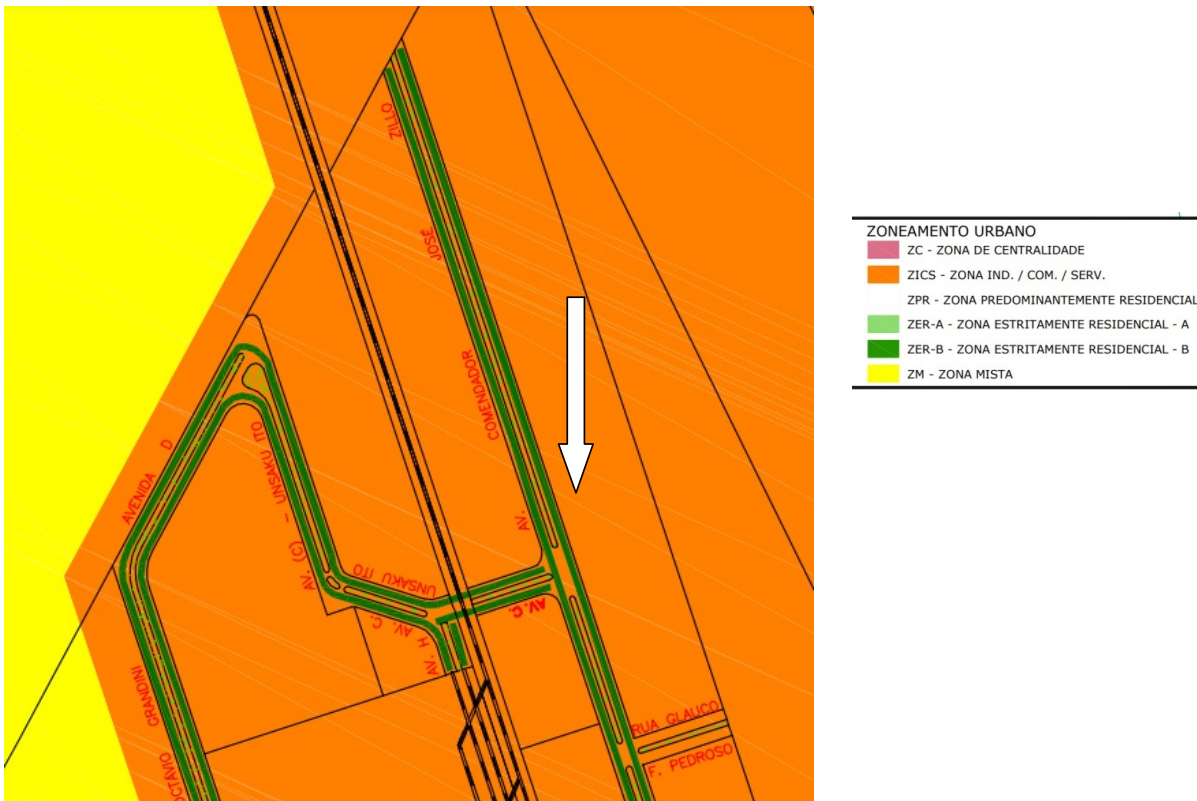 ZILLO
JOSÉ
COMENDADOR
AV.
AVENIDA D
AV. (C) - UNSAKU ITO
UNSAKU ITO
AV. H AV. C.
AV.C.
GRANDINI
OCTÁVIO
RUA GLAUCO
F. PEDROSO
ZONEAMENTO URBANO
ZC - ZONA DE CENTRALIDADE
ZICS - ZONA IND. / COM. / SERV.
ZPR - ZONA PREDOMINANTEMENTE RESIDENCIAL
ZER-A - ZONA ESTRITAMENTE RESIDENCIAL - A
ZER-B - ZONA ESTRITAMENTE RESIDENCIAL - B
ZM - ZONA MISTA